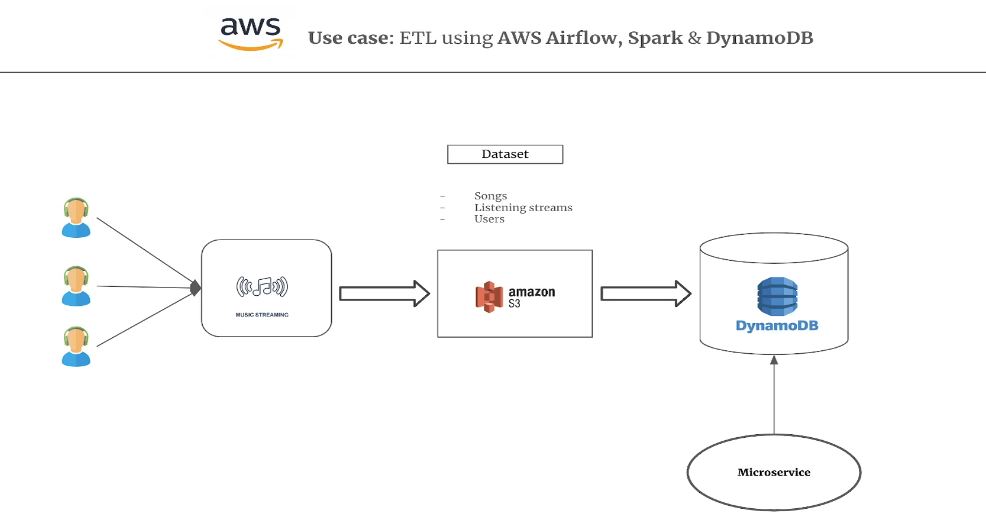 aws
Use case: ETL using AWS Airflow, Spark & DynamoDB
Dataset
- Songs
- Listening streams
- Users
MUSIC STREAMING
amazon
S3
DynamoDB
Microservice